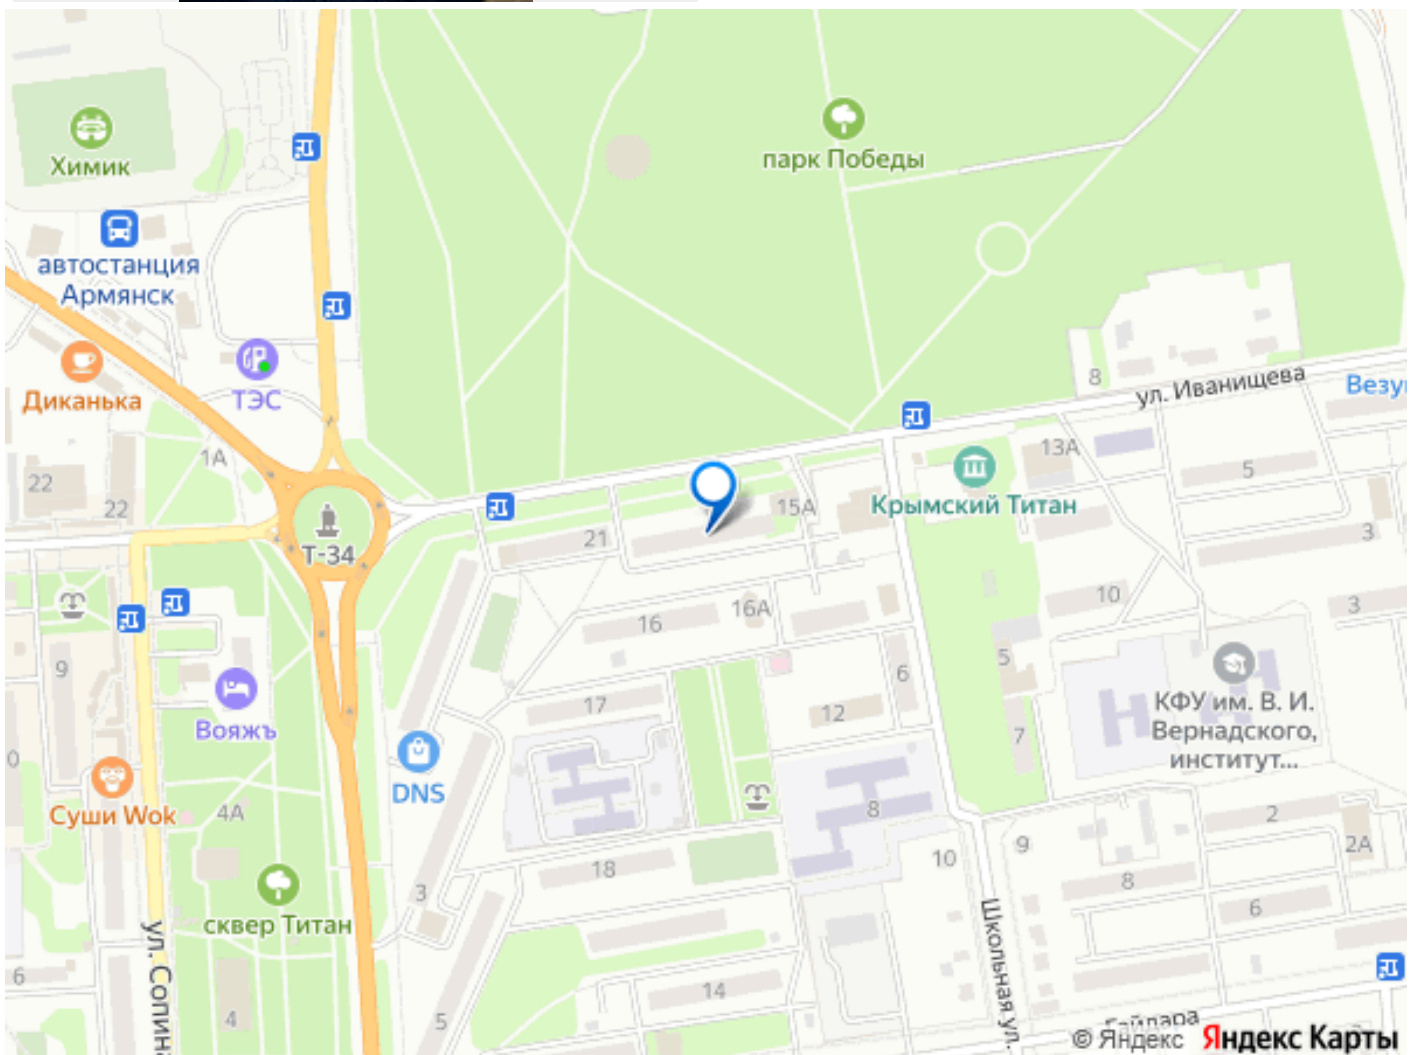 Химик
парк Победы
автостанция
Армянск
Диканька
ТЭС
8
ул. Иванищева
Везу
1А
13А
5
22
22
Крымский Титан
15А
21
3
Т-34
10
3
16А
16
9
5
6
КФУ им. В. И.
Вернадского,
институт...
17
12
Вояжъ
7
0
DNS
Суши Wok
4А
8
2
2А
9
10
18
8
3
6
сквер Титан
ул. Сопина
Школьная ул.
6
14
4
5
Гайдара
© Яндекс Яндекс Карты